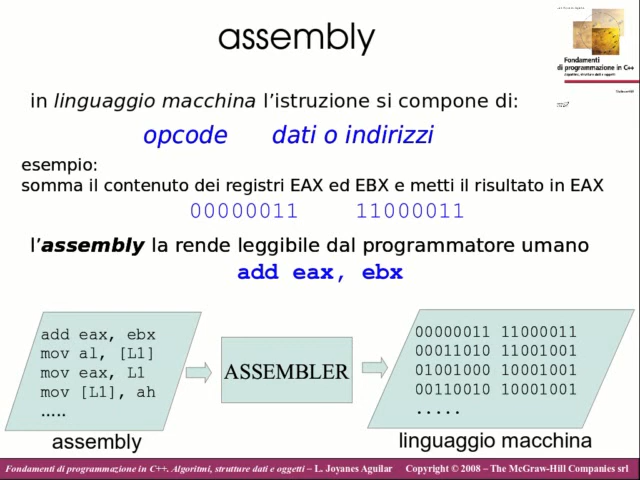 assembly
Fondamenti
di programmazione in C++
in linguaggio macchina l’istruzione si compone di:
opcode dati o indirizzi
esempio:
somma il contenuto dei registri EAX ed EBX e metti il risultato in EAX
00000011 11000011
l’assembly la rende leggibile dal programmatore umano
add eax, ebx
add eax, ebx
mov al, [L1]
mov eax, L1
mov [L1], ah
.....
assembly
ASSEMBLER
00000011 11000011
00011010 11001001
01001000 10001001
00110010 10001001
.....
linguaggio macchina
Fondamenti di programmazione in C++. Algoritmi, strutture dati e oggetti – L. Joyanes Aguilar Copyright © 2008 – The McGraw-Hill Companies srl